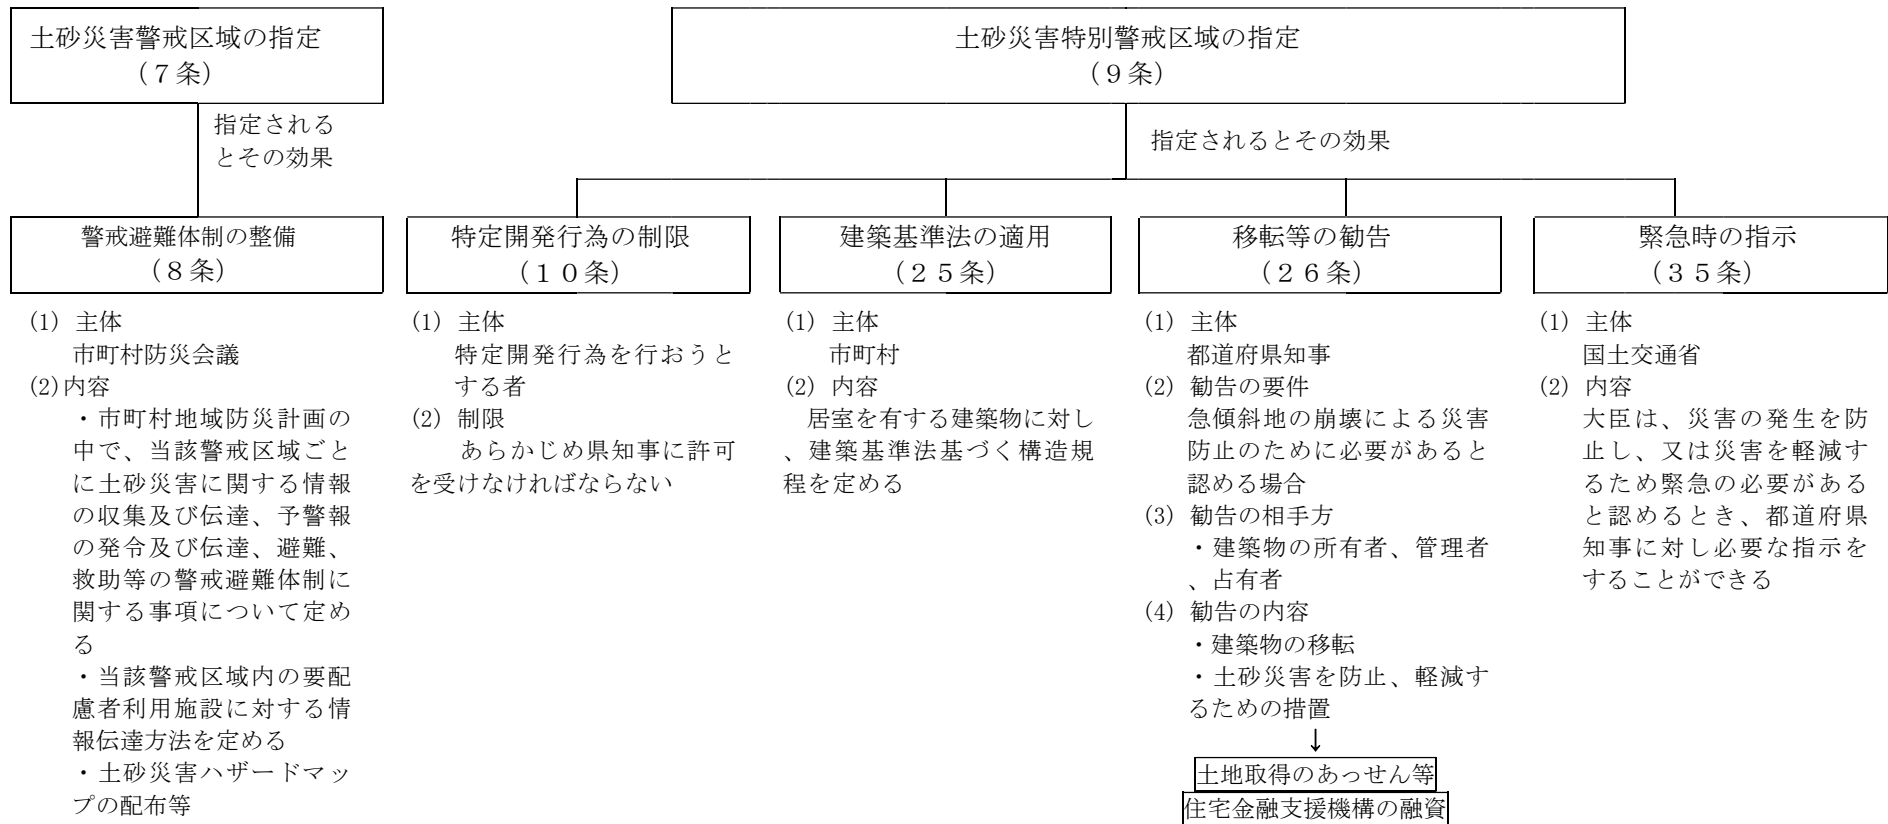 土砂災害警戒区域の指定
（７条）
土砂災害特別警戒区域の指定
（９条）
指定される
とその効果
指定されるとその効果
警戒避難体制の整備
（８条）
(1) 主体
市町村防災会議
(2)内容
・市町村地域防災計画の
中で、当該警戒区域ごと
に土砂災害に関する情報
の収集及び伝達、予警報
の発令及び伝達、避難、
救助等の警戒避難体制に
関する事項について定め
る
・当該警戒区域内の要配
慮者利用施設に対する情
報伝達方法を定める
・土砂災害ハザードマッ
プの配布等
特定開発行為の制限
（１０条）
(1) 主体
特定開発行為を行おうと
する者
(2) 制限
あらかじめ県知事に許可
を受けなければならない
建築基準法の適用
（２５条）
(1) 主体
市町村
(2) 内容
居室を有する建築物に対し
、建築基準法基づく構造規
程を定める
移転等の勧告
（２６条）
(1) 主体
都道府県知事
(2) 勧告の要件
急傾斜地の崩壊による災害
防止のために必要があると
認める場合
(3) 勧告の相手方
・建築物の所有者、管理者
、占有者
(4) 勧告の内容
・建築物の移転
・土砂災害を防止、軽減す
るための措置
↓
土地取得のあっせん等
住宅金融支援機構の融資
緊急時の指示
（３５条）
(1) 主体
国土交通省
(2) 内容
大臣は、災害の発生を防
止し、又は災害を軽減す
るため緊急の必要がある
と認めるとき、都道府県
知事に対し必要な指示を
することができる